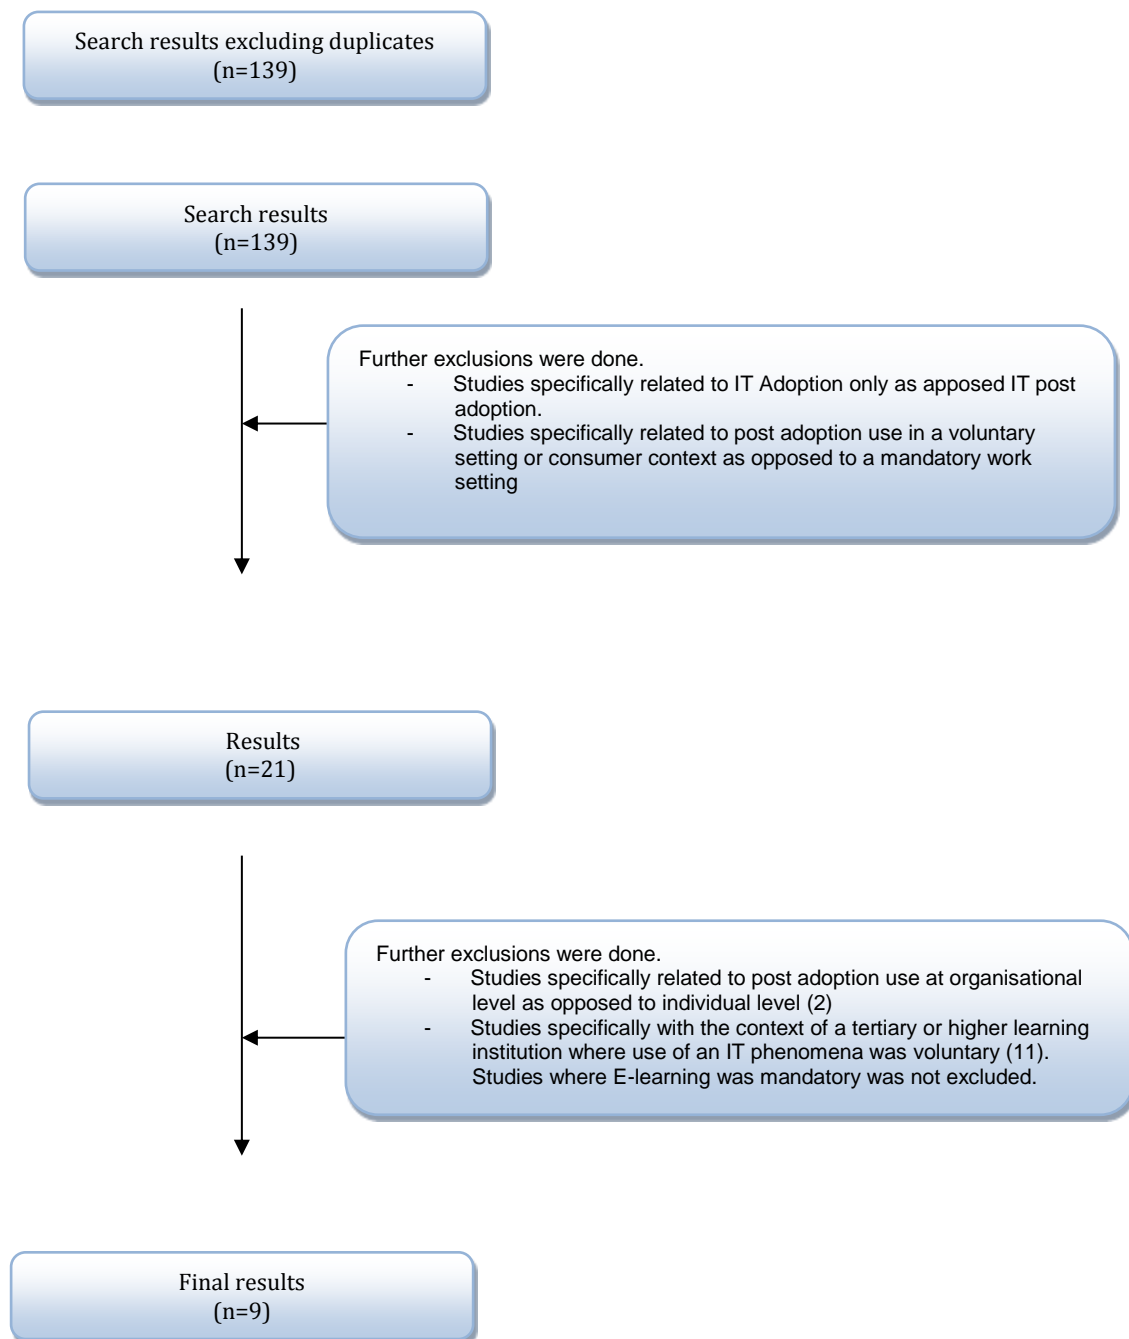 Search results excluding duplicates
(n=139)
Search results
(n=139)
Further exclusions were done.
- Studies specifically related to IT Adoption only as apposed IT post
adoption.
- Studies specifically related to post adoption use in a voluntary
setting or consumer context as opposed to a mandatory work
setting
Results
(n=21)
Further exclusions were done.
- Studies specifically related to post adoption use at organisational
level as opposed to individual level (2)
- Studies specifically with the context of a tertiary or higher learning
institution where use of an IT phenomena was voluntary (11).
Studies where E-learning was mandatory was not excluded.
Final results
(n=9)